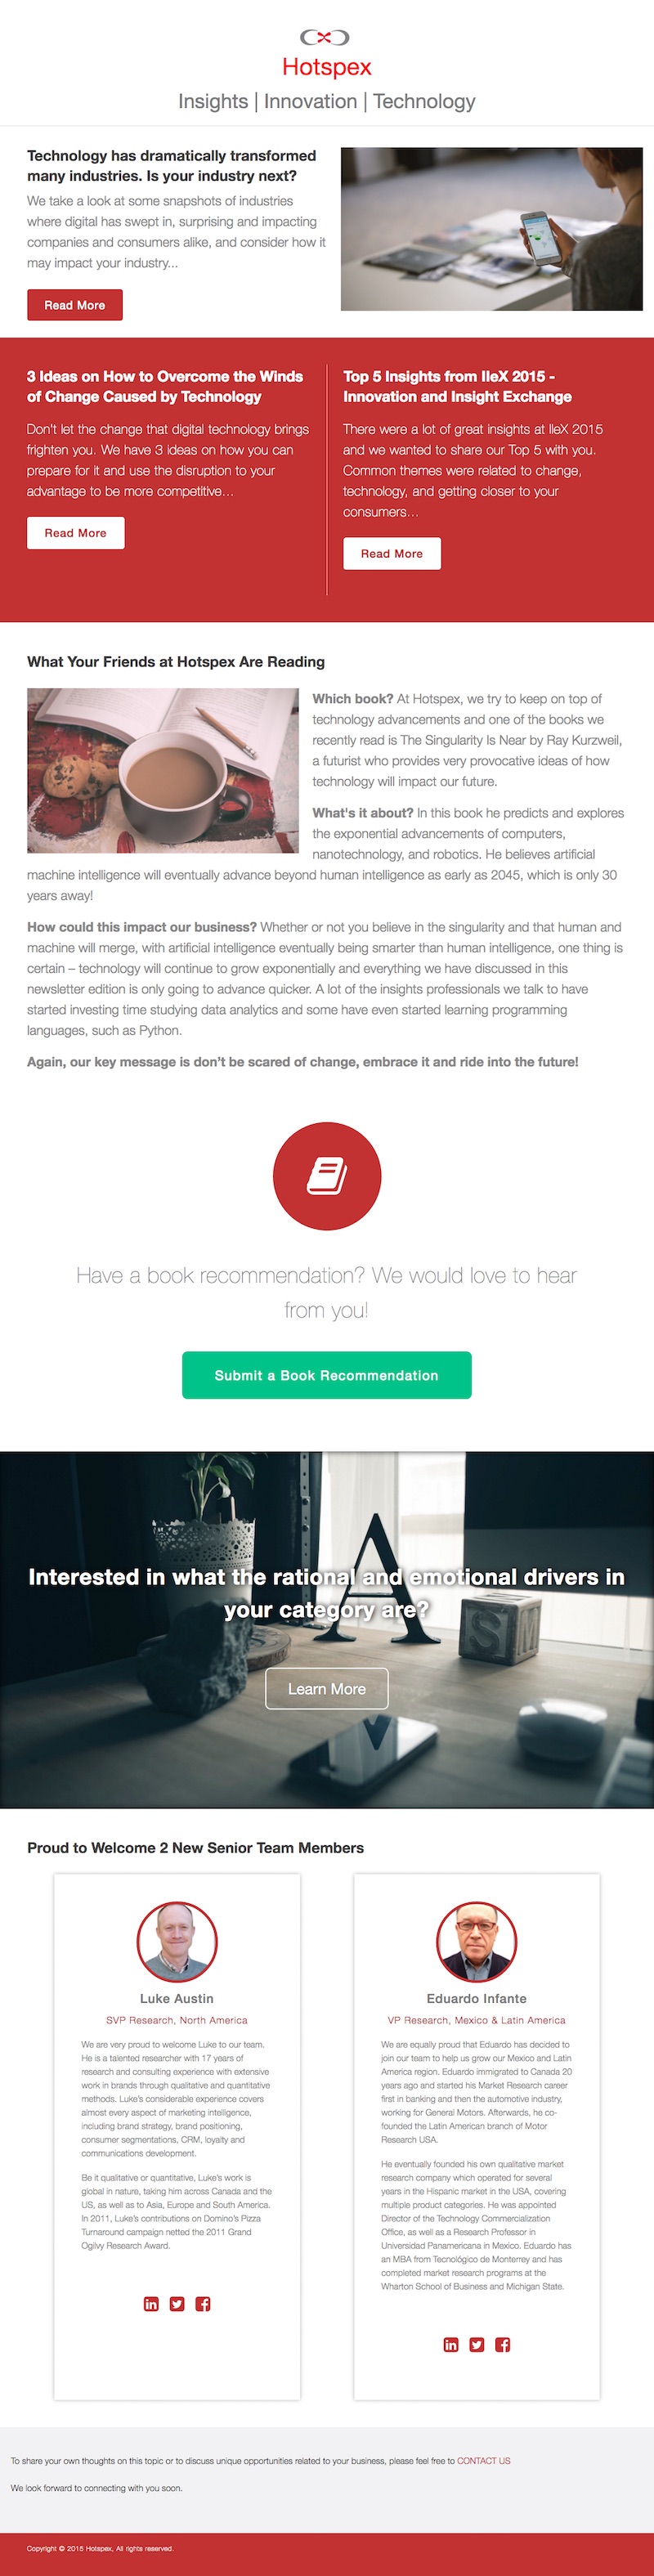 Hotspex
Insights | Innovation | Technology
Technology has dramatically transformed
many industries. Is your industry next?
We take a look at some snapshots of industries
where digital has swept in, surprising and impacting
companies and consumers alike, and consider how it
may impact your industry...
Read More
3 Ideas on How to Overcome the Winds
of Change Caused by Technology
Don't let the change that digital technology brings
frighten you. We have 3 ideas on how you can
prepare for it and use the disruption to your
advantage to be more competitive…
Read More
Top 5 Insights from IIeX 2015 -
Innovation and Insight Exchange
There were a lot of great insights at IIeX 2015
and we wanted to share our Top 5 with you.
Common themes were related to change,
technology, and getting closer to your
consumers…
Read More
What Your Friends at Hotspex Are Reading
Which book? At Hotspex, we try to keep on top of
technology advancements and one of the books we
recently read is The Singularity Is Near by Ray Kurzweil,
a futurist who provides very provocative ideas of how
technology will impact our future.
What's it about? In this book he predicts and explores
the exponential advancements of computers,
nanotechnology, and robotics. He believes artificial
machine intelligence will eventually advance beyond human intelligence as early as 2045, which is only 30
years away!
How could this impact our business? Whether or not you believe in the singularity and that human and
machine will merge, with artificial intelligence eventually being smarter than human intelligence, one thing is
certain – technology will continue to grow exponentially and everything we have discussed in this
newsletter edition is only going to advance quicker. A lot of the insights professionals we talk to have
started investing time studying data analytics and some have even started learning programming
languages, such as Python.
Again, our key message is don't be scared of change, embrace it and ride into the future!
Have a book recommendation? We would love to hear
from you!
Submit a Book Recommendation
A
S
Interested in what the rational and emotional drivers in
your category are?
Learn More
Proud to Welcome 2 New Senior Team Members
Luke Austin
SVP Research, North America
We are very proud to welcome Luke to our team.
He is a talented researcher with 17 years of
research and consulting experience with extensive
work in brands through qualitative and quantitative
methods. Luke's considerable experience covers
almost every aspect of marketing intelligence,
including brand strategy, brand positioning,
consumer segmentations, CRM, loyalty and
communications development.
Be it qualitative or quantitative, Luke's work is
global in nature, taking him across Canada and the
US, as well as to Asia, Europe and South America.
In 2011, Luke's contributions on Domino's Pizza
Turnaround campaign netted the 2011 Grand
Ogilvy Research Award.
Eduardo Infante
VP Research, Mexico & Latin America
We are equally proud that Eduardo has decided to
join our team to help us grow our Mexico and Latin
America region. Eduardo immigrated to Canada 20
years ago and started his Market Research career
first in banking and then the automotive industry,
working for General Motors. Afterwards, he co-
founded the Latin American branch of Motor
Research USA.
He eventually founded his own qualitative market
research company which operated for several
years in the Hispanic market in the USA, covering
multiple product categories. He was appointed
Director of the Technology Commercialization
Office, as well as a Research Professor in
Universidad Panamericana in Mexico. Eduardo has
an MBA from Tecnológico de Monterrey and has
completed market research programs at the
Wharton School of Business and Michigan State.
To share your own thoughts on this topic or to discuss unique opportunities related to your business, please feel free to CONTACT US
We look forward to connecting with you soon.
Copyright © 2015 Hotspex, All rights reserved.